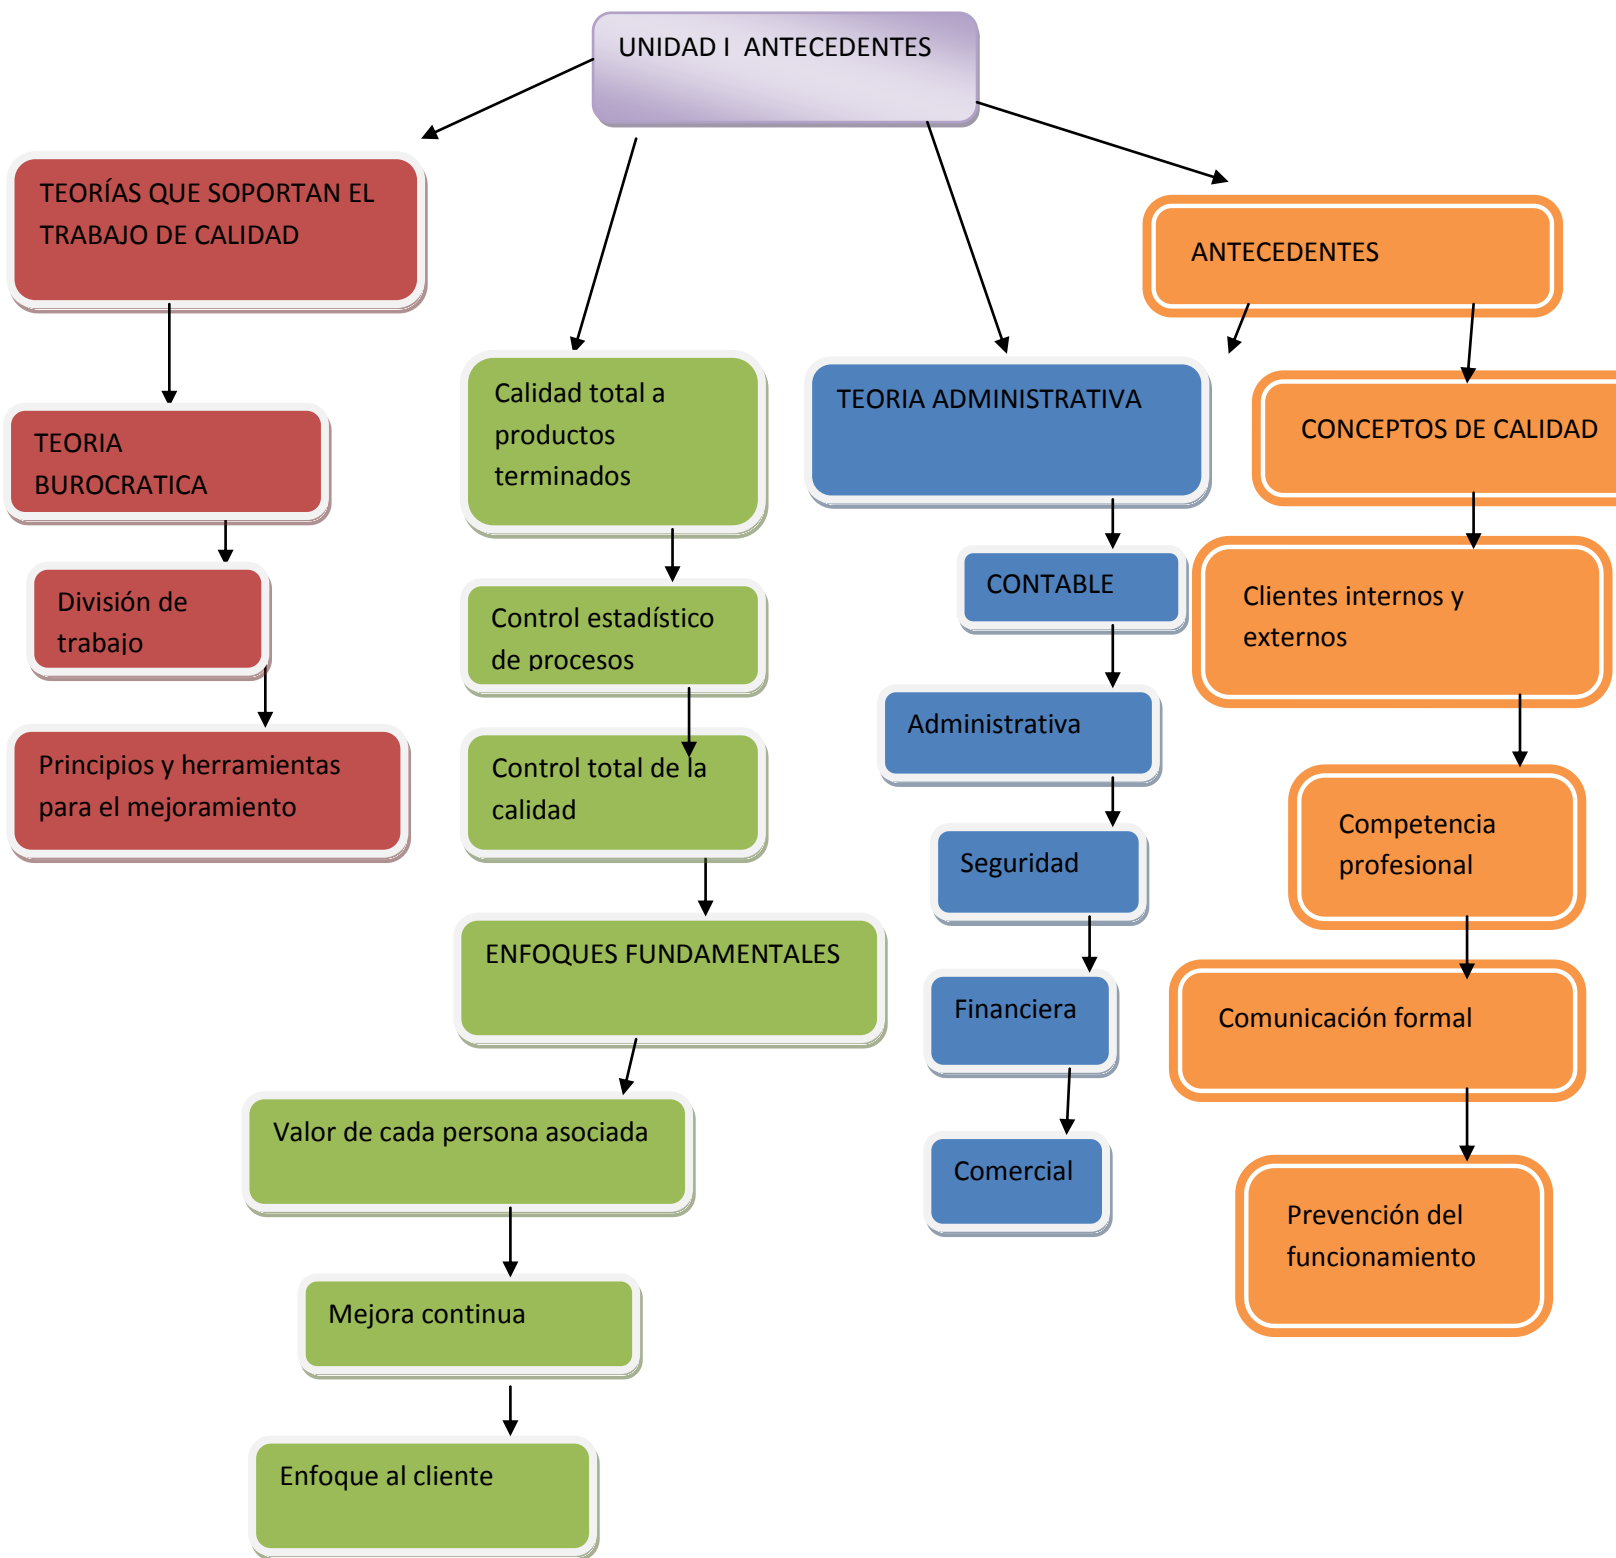 UNIDAD I  ANTECEDENTES
TEORÍAS QUE SOPORTAN EL
TRABAJO DE CALIDAD
ANTECEDENTES
Calidad total a
productos
terminados
TEORIA ADMINISTRATIVA
CONCEPTOS DE CALIDAD
TEORIA
BUROCRATICA
División de
trabajo
Control estadístico
de procesos
CONTABLE
Clientes internos y
externos
Principios y herramientas
para el mejoramiento
Control total de la
calidad
Administrativa
Competencia
profesional
Seguridad
ENFOQUES FUNDAMENTALES
Financiera
Comunicación formal
Valor de cada persona asociada
Comercial
Prevención del
funcionamiento
Mejora continua
Enfoque al cliente